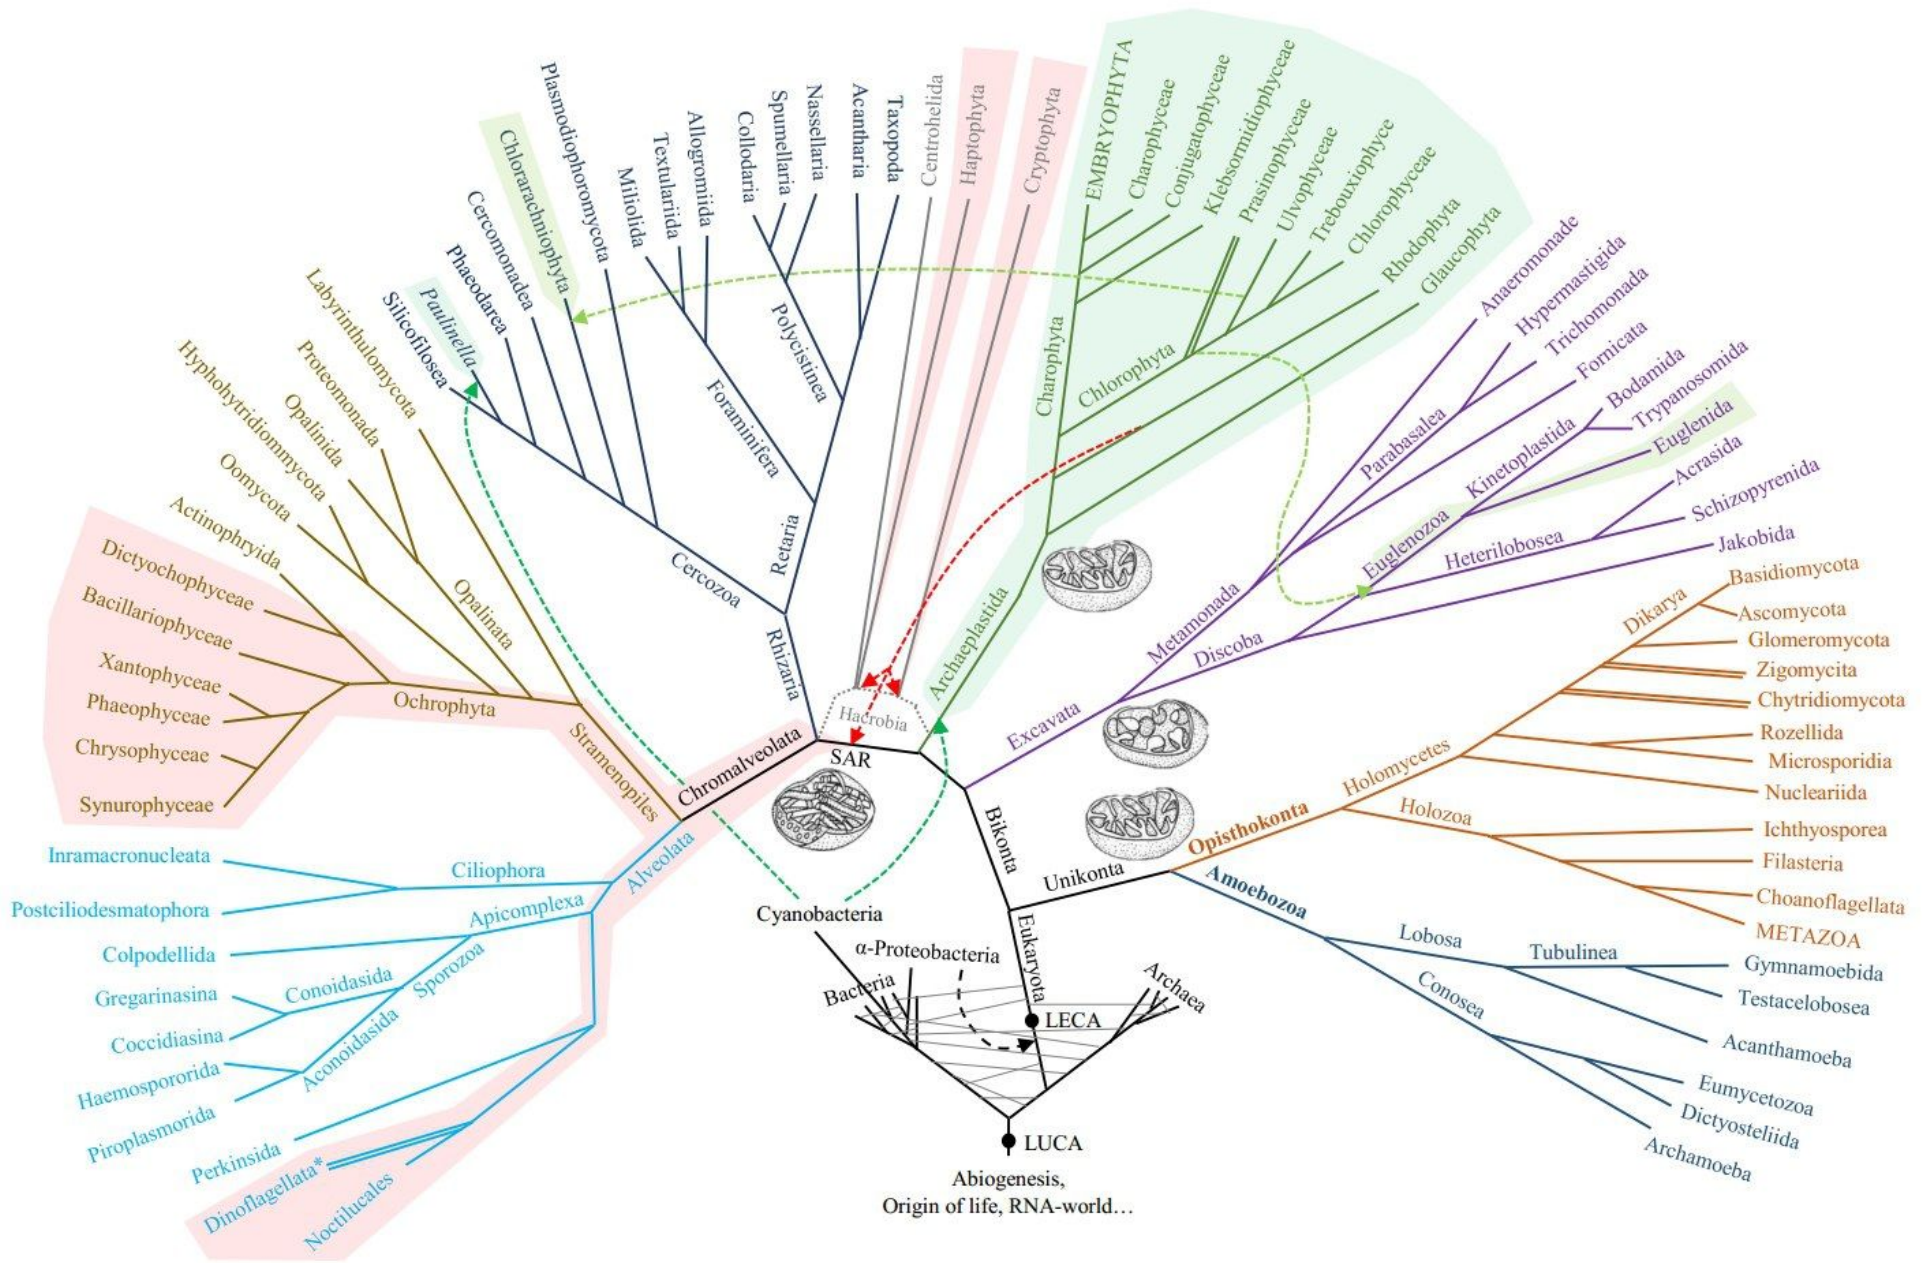 Plasmodiophoromycota
Chlorarachniophyta
Cercomonadea
Phaeodarea
Paulinella
Silicofilosea
Miliolida
Textulariida
Allogromiida
Collodaria
Spumellaria
Nassellaria
Acantharia
Taxopoda
Centrohelida
Haptophyta
Cryptophyta
EMBRYOPHYTA
Charophyceae
Conjugatophyceae
Klebsormidiophyceae
Prasinophyceae
Ulvophyceae
Trebouxiophyce
Chlorophyceae
Rhodophyta
Glaucophyta
Polycistinea
Foraminifera
Retaria
Cercozoa
Rhizaria
Charophyta
Chlorophyta
Archaeplastida
Hacrobia
SAR
Chromalveolata
Labyrinthulomycota
Proteomonada
Opalinida
Hyphohytridiommycota
Oomycota
Actinophryida
Dictyochophyceae
Bacillariophyceae
Xantophyceae
Phaeophyceae
Chrysophyceae
Synurophyceae
Opalinata
Ochrophyta
Stramenopiles
Alveolata
Inramacronucleata
Ciliophora
Postciliodesmatophora
Apicomplexa
Colpodellida
Sporozoa
Conoidasida
Gregarinasina
Coccidiasina
Aconoidasida
Haemospororida
Piroplasmorida
Perkinsida
Dinoflagellata*
Noctilucales
Anaeromonade
Hypermastigida
Trichomonada
Fornicata
Bodamida
Trypanosomida
Euglenida
Acrasida
Schizopyrenida
Jakobida
Parabasalea
Kinetoplastida
Euglenozoa
Heterilobosea
Metamonada
Discoba
Excavata
Basidiomycota
Dikarya
Ascomycota
Glomeromycota
Zigomycita
Chytridiomycota
Rozellida
Microsporidia
Nucleariida
Holomycetes
Holozoa
Ichthyosporea
Filasteria
Choanoflagellata
METAZOA
Opisthokonta
Bikonta
Unikonta
Amoebozoa
Lobosa
Tubulinea
Gymnamoebida
Testacelobosea
Conosea
Acanthamoeba
Eumycetozoa
Dictyosteliida
Archamoeba
Eukaryota
Cyanobacteria
α-Proteobacteria
Bacteria
Archaea
LECA
LUCA
Abiogenesis,
Origin of life, RNA-world…